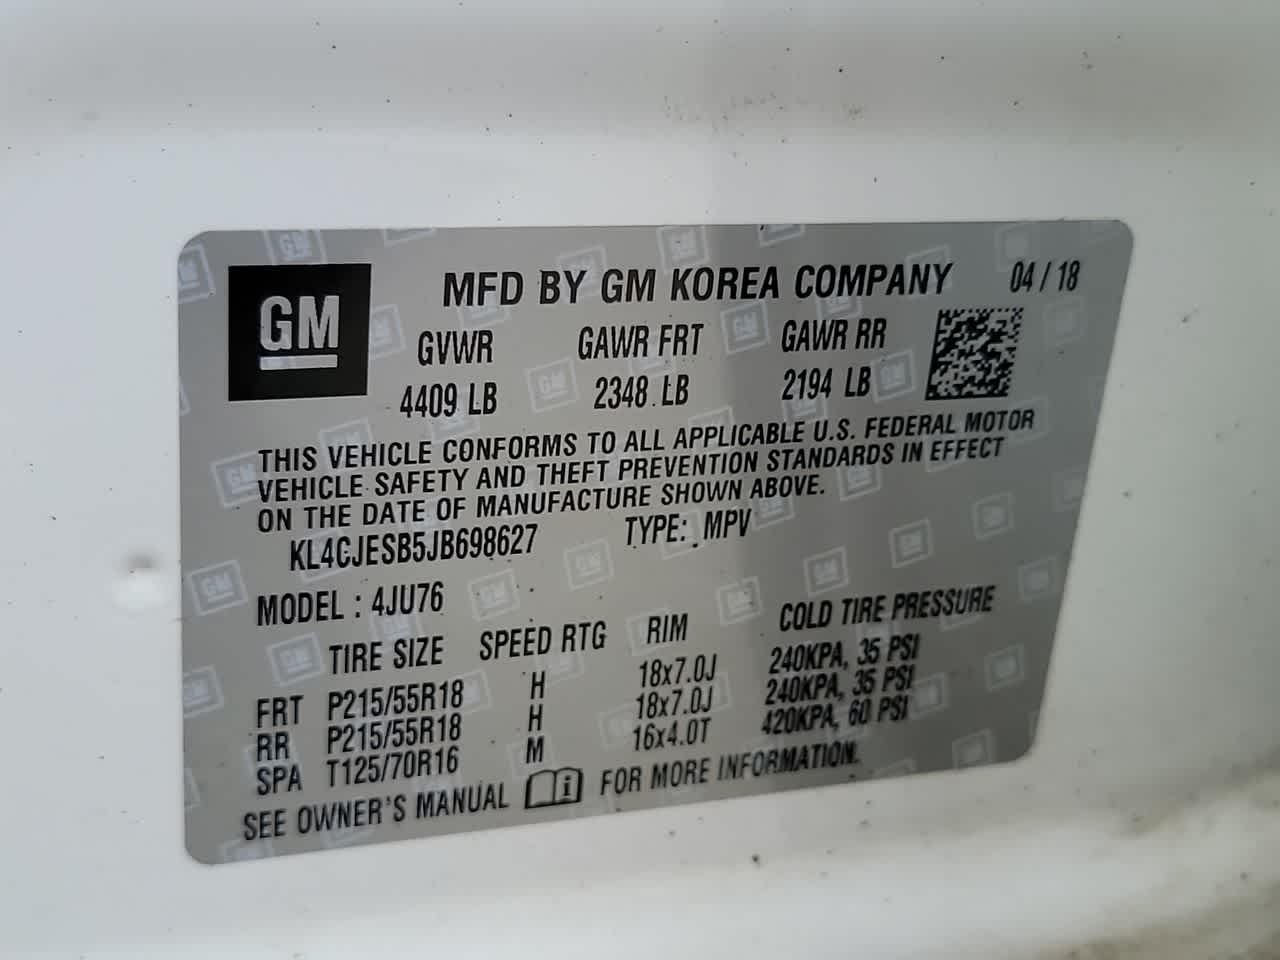 GM
MFD BY GM KOREA COMPANY 04 / 18
GVWR GAWR FRT GAWR RR
4409 LB 2348 LB 2194 LB
THIS VEHICLE CONFORMS TO ALL APPLICABLE U.S. FEDERAL MOTOR
VEHICLE SAFETY AND THEFT PREVENTION STANDARDS IN EFFECT
ON THE DATE OF MANUFACTURE SHOWN ABOVE.
KL4CJESB5JB698627 TYPE: MPV
MODEL : 4JU76
TIRE SIZE SPEED RTG RIM COLD TIRE PRESSURE
FRT P215/55R18 H 18x7.0J 240KPA, 35 PSI
RR P215/55R18 H 18x7.0J 240KPA, 35 PSI
SPA T125/70R16 M 16x4.0T 420KPA, 60 PSI
SEE OWNER'S MANUAL i FOR MORE INFORMATION.